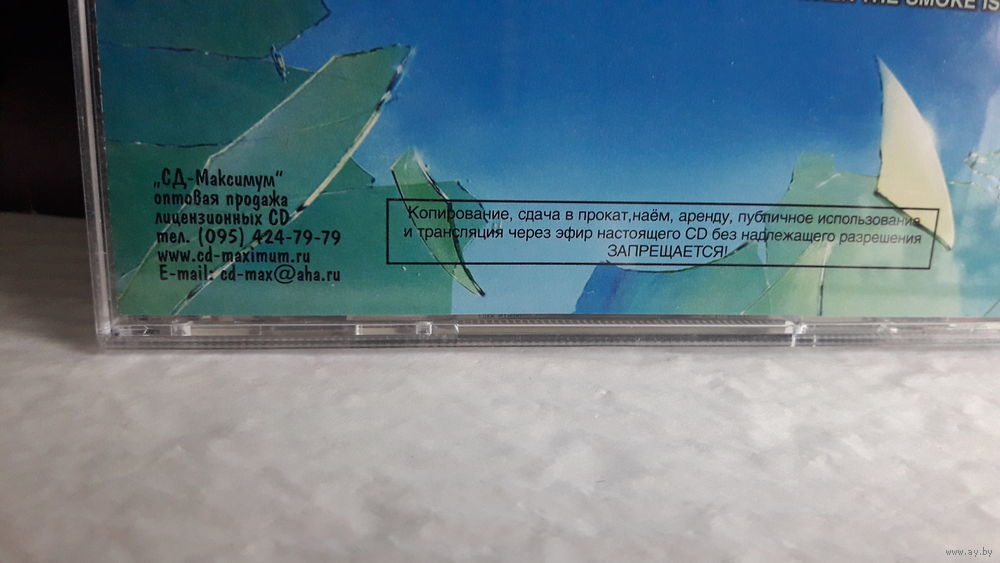 THE SMOKE IS
„СД-Максимум“
оптовая продажа
лицензионных CD
тел. (095) 424-79-79
www.cd-maximum.ru
E-mail: cd-max@aha.ru
Копирование, сдача в прокат,наём, аренду, публичное использование
и трансляция через эфир настоящего CD без надлежащего разрешения
ЗАПРЕЩАЕТСЯ!
www.ay.by